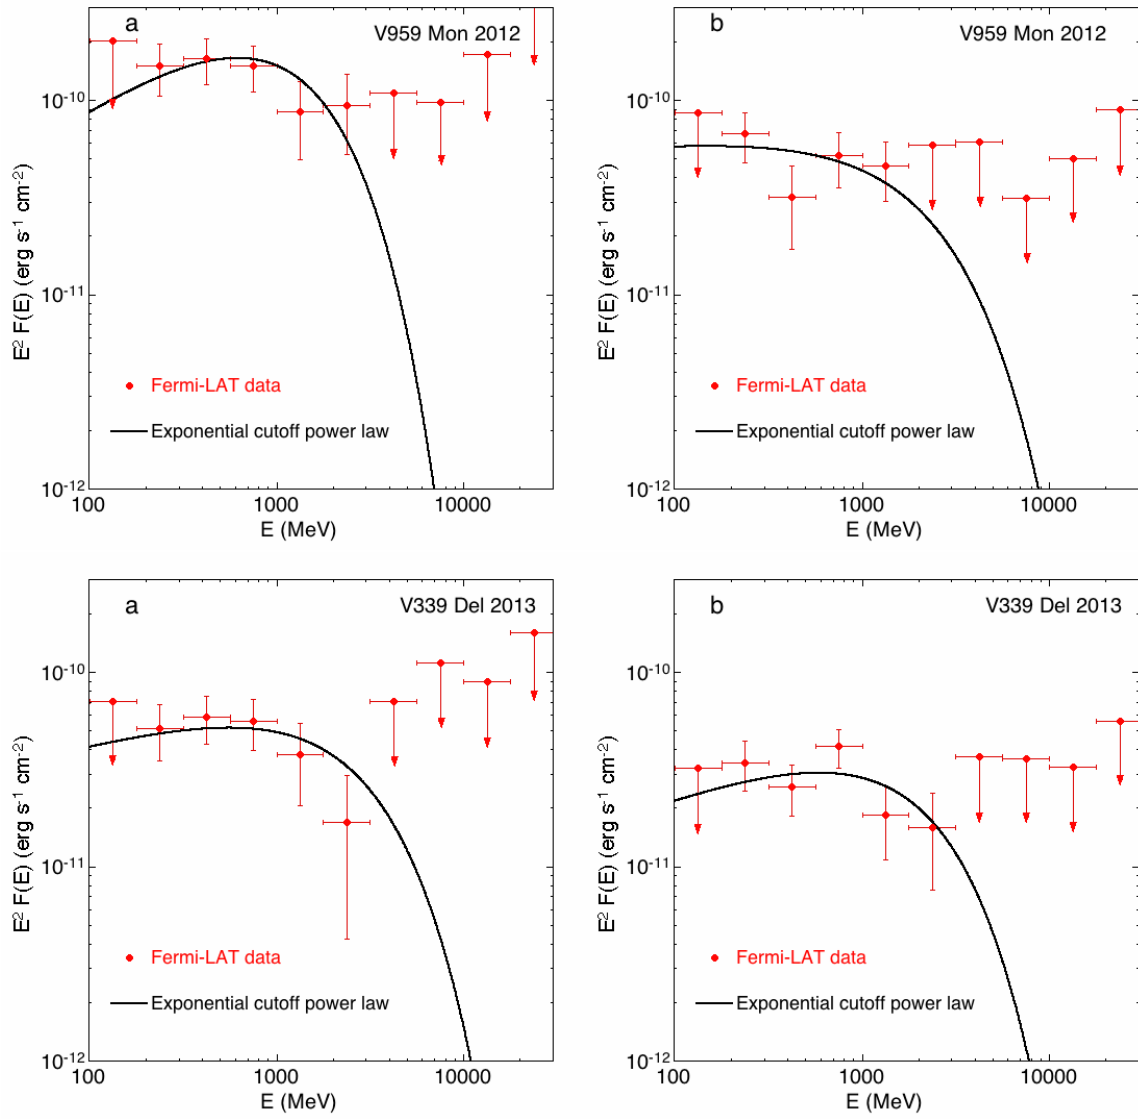 a
V959 Mon 2012
10-10
10-11
10-12
E2 F(E) (erg s-1 cm-2)
Fermi-LAT data
Exponential cutoff power law
100
1000
10000
E (MeV)
b
V959 Mon 2012
10-10
10-11
10-12
E2 F(E) (erg s-1 cm-2)
Fermi-LAT data
Exponential cutoff power law
100
1000
10000
E (MeV)
a
V339 Del 2013
10-10
10-11
10-12
E2 F(E) (erg s-1 cm-2)
Fermi-LAT data
Exponential cutoff power law
100
1000
10000
E (MeV)
b
V339 Del 2013
10-10
10-11
10-12
E2 F(E) (erg s-1 cm-2)
Fermi-LAT data
Exponential cutoff power law
100
1000
10000
E (MeV)